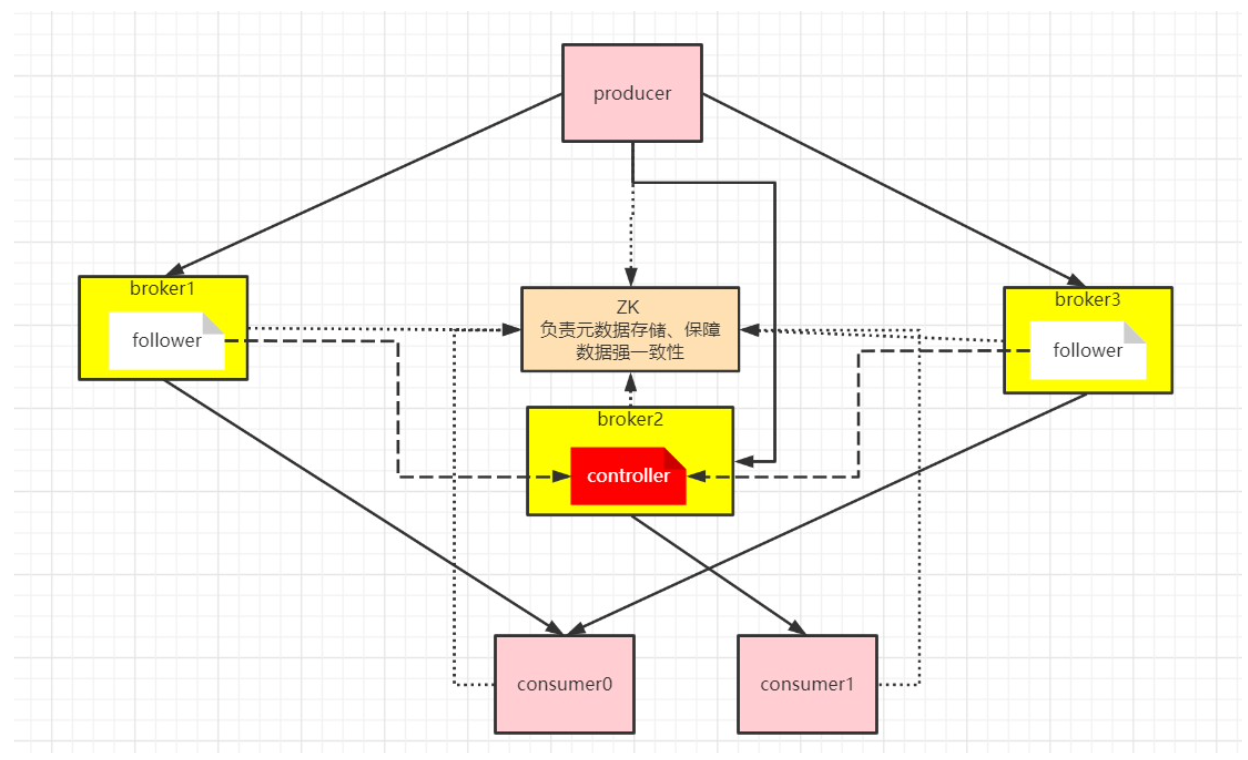 producer
broker1
follower
ZK
负责元数据存储、保障
数据强一致性
broker3
follower
broker2
controller
consumer0
consumer1